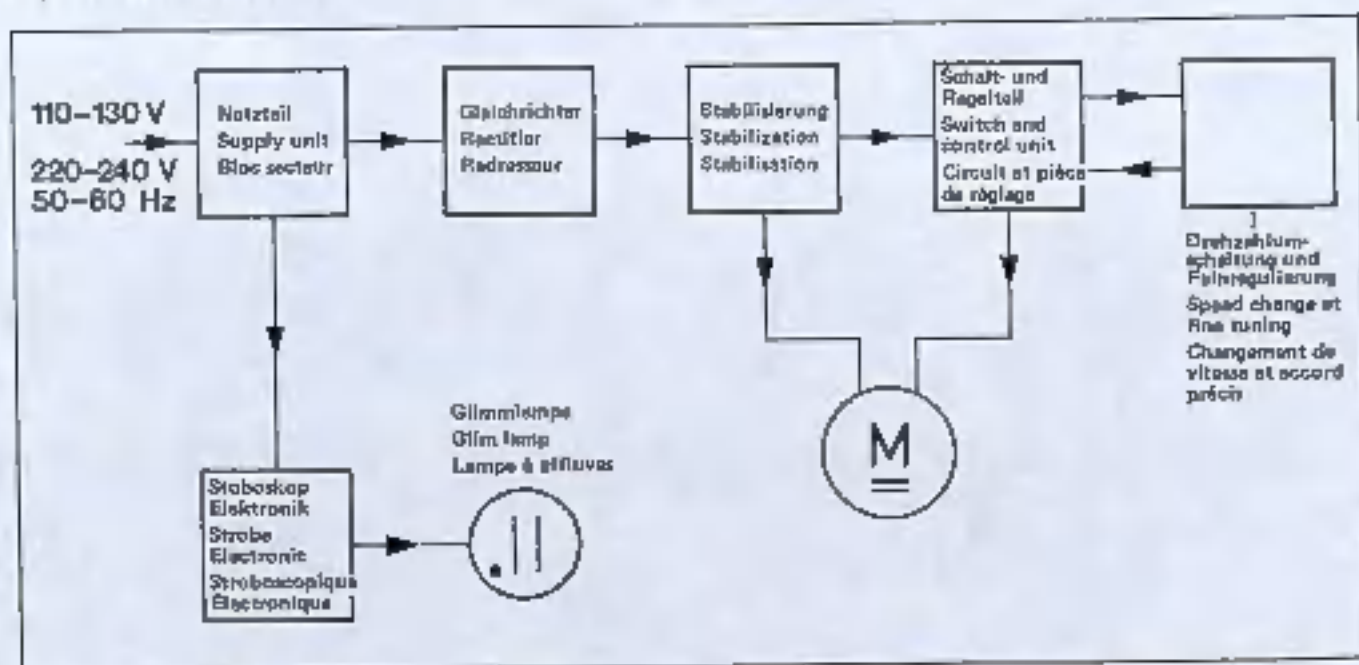 110–130 V
220–240 V
50–60 Hz
Netzteil
Supply unit
Bloc secteur
Gleichrichter
Rectifier
Redresseur
Stabilisierung
Stabilization
Stabilisation
Schalt- und
Regelteil
Switch and
control unit
Circuit et pièce
de réglage
Drehzahlum-
schaltung und
Feinregulierung
Speed change et
fine tuning
Changement de
vitesse et accord
précis
Glimmlampe
Glim lamp
Lampe à effluves
M
Stoboskop
Elektronik
Strobe
Electronic
Stroboscopique
Électronique